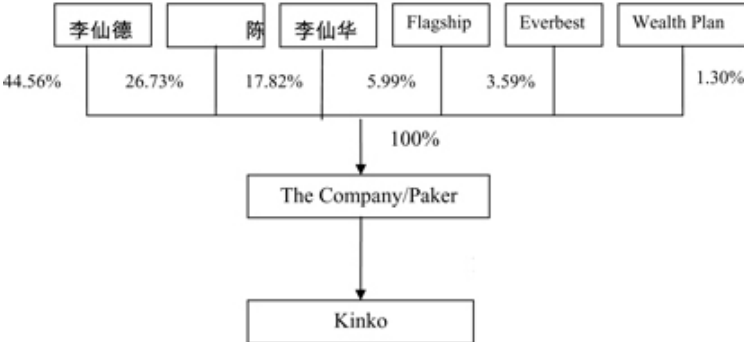 李仙德
陈
李仙华
Flagship
Everbest
Wealth Plan
44.56%
26.73%
17.82%
5.99%
3.59%
1.30%
100%
The Company/Paker
Kinko